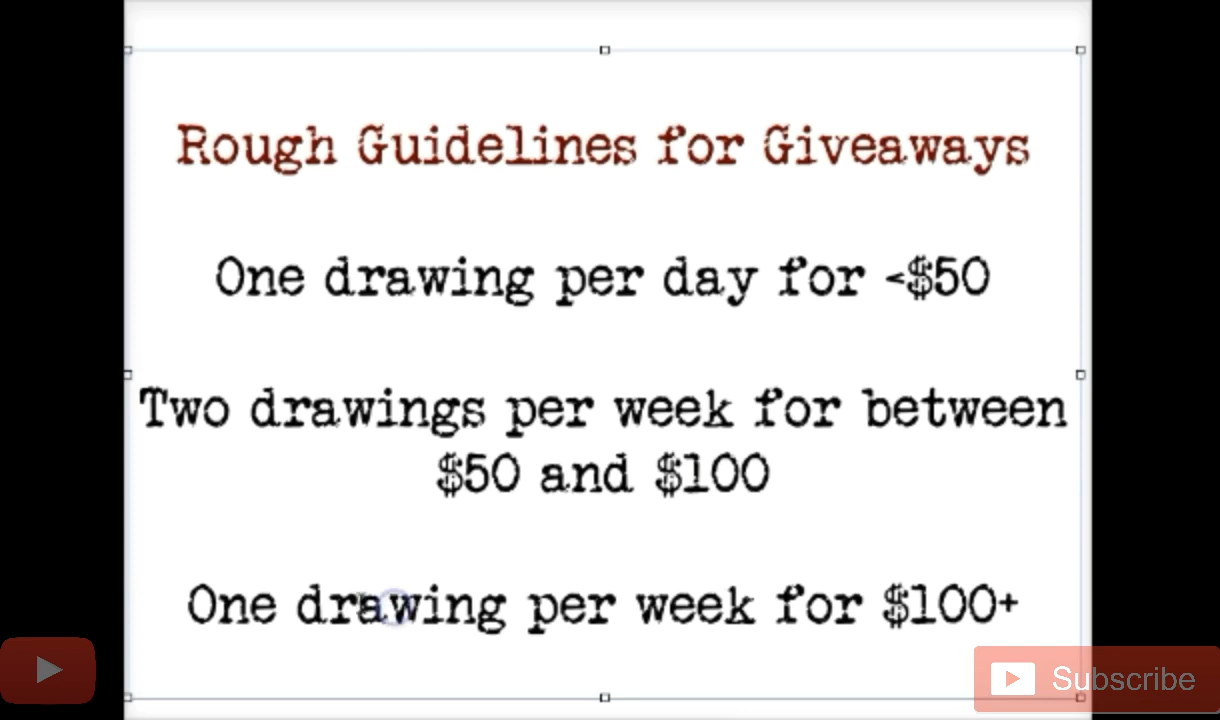 Rough Guidelines for Giveaways
One drawing per day for <$50
Two drawings per week for between
$50 and $100
One drawing per week for $100+
Subscribe